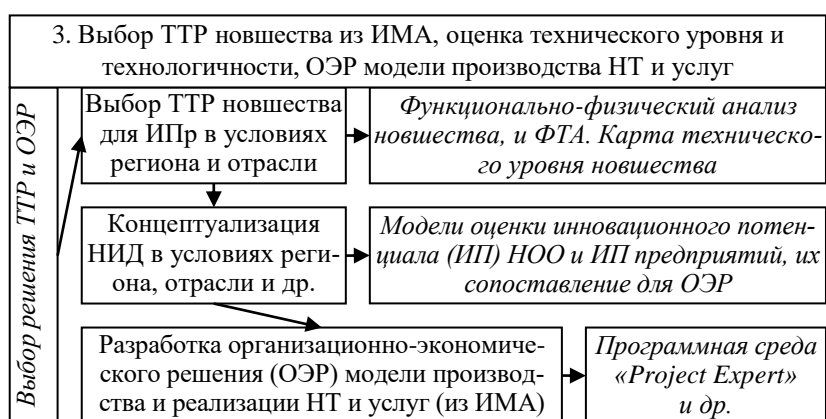 3. Выбор ТТР новшества из ИМА, оценка технического уровня и
технологичности, ОЭР модели производства НТ и услуг
Выбор решения ТТР и ОЭР
Выбор ТТР новшества
для ИПр в условиях
региона и отрасли
Функционально-физический анализ
новшества, и ФТА. Карта техническо-
го уровня новшества
Концептуализация
НИД в условиях реги-
она, отрасли и др.
Модели оценки инновационного потен-
циала (ИП) НОО и ИП предприятий, их
сопоставление для ОЭР
Разработка организационно-экономиче-
ского решения (ОЭР) модели производ-
ства и реализации НТ и услуг (из ИМА)
Программная среда
«Project Expert»
и др.